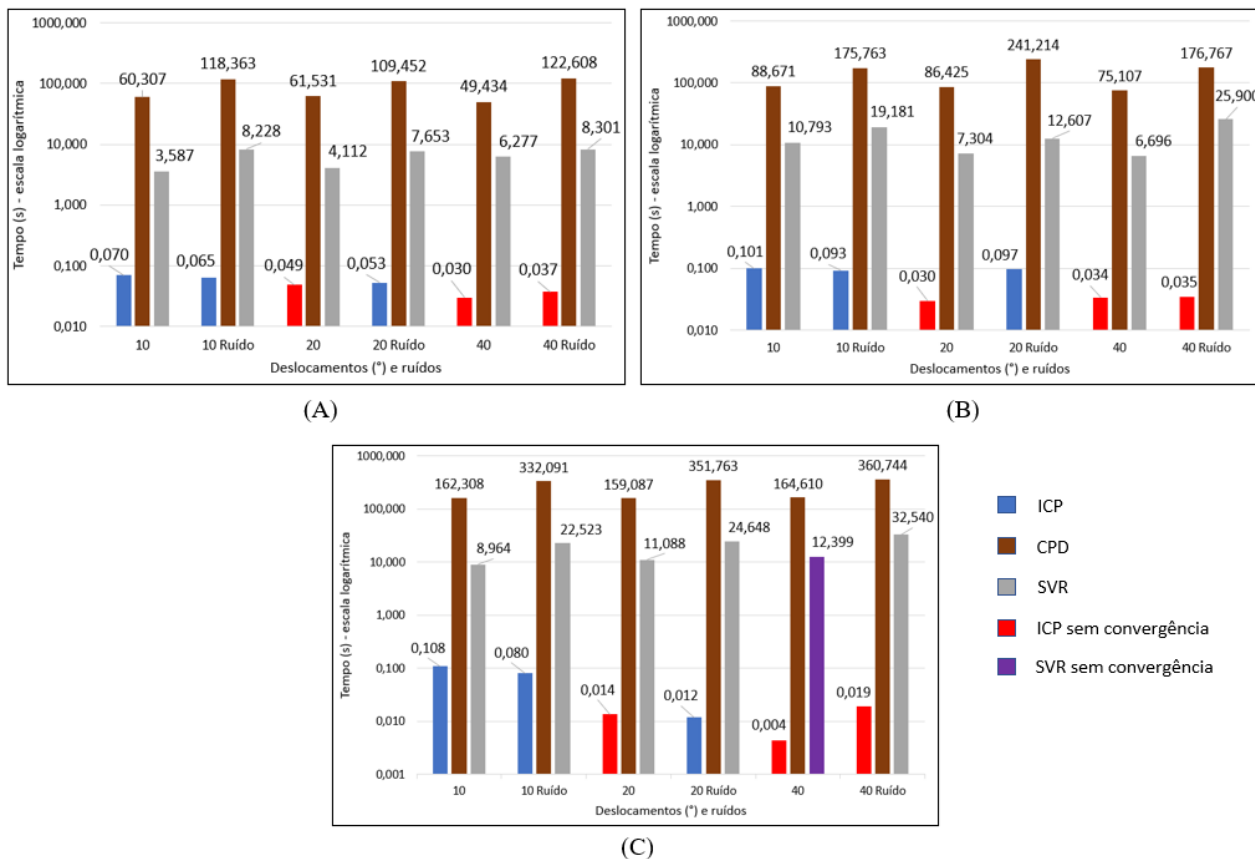 1000,000
100,000
10,000
1,000
0,100
0,010
Tempo (s) - escala logarítmica
60,307 118,363 61,531 109,452 49,434 122,608
3,587 8,228 4,112 7,653 6,277 8,301
0,070 0,065 0,049 0,053 0,030 0,037
10 10 Ruído 20 20 Ruído 40 40 Ruído
Deslocamentos (°) e ruídos
(A)
1000,000
100,000
10,000
1,000
0,100
0,010
Tempo (s) - escala logarítmica
88,671 175,763 86,425 241,214 75,107 176,767
10,793 19,181 7,304 12,607 6,696 25,900
0,101 0,093 0,030 0,097 0,034 0,035
10 10 Ruído 20 20 Ruído 40 40 Ruído
Deslocamentos (°) e ruídos
(B)
1000,000
100,000
10,000
1,000
0,100
0,010
0,001
Tempo (s) - escala logarítmica
162,308 332,091 159,087 351,763 164,610 360,744
8,964 22,523 11,088 24,648 12,399 32,540
0,108 0,080 0,014 0,012 0,004 0,019
10 10 Ruído 20 20 Ruído 40 40 Ruído
Deslocamentos (°) e ruídos
(C)
ICP
CPD
SVR
ICP sem convergência
SVR sem convergência